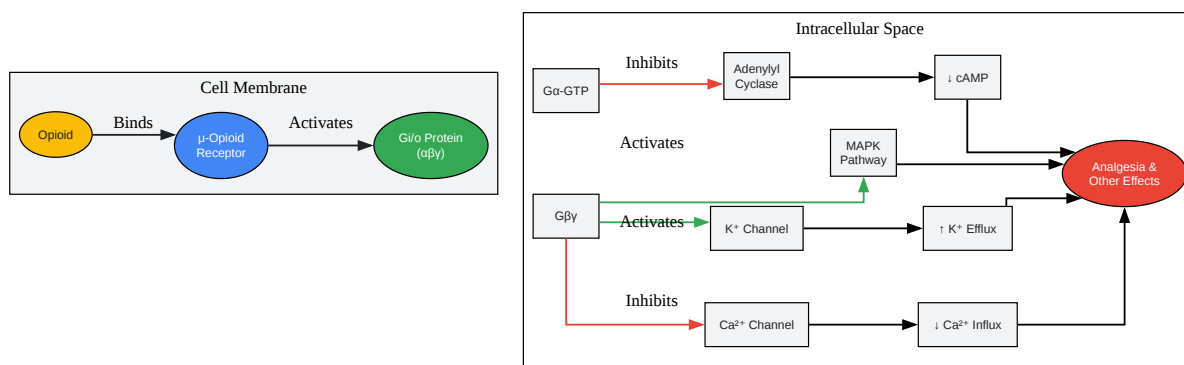 Cell Membrane
Opioid
Binds
μ-Opioid
Receptor
Activates
Gi/o Protein
(αβγ)
Intracellular Space
Gα-GTP
Inhibits
Adenylyl
Cyclase
↓ cAMP
Activates
MAPK
Pathway
Analgesia &
Other Effects
Gβγ
Activates
K⁺ Channel
↑ K⁺ Efflux
Inhibits
Ca²⁺ Channel
↓ Ca²⁺ Influx